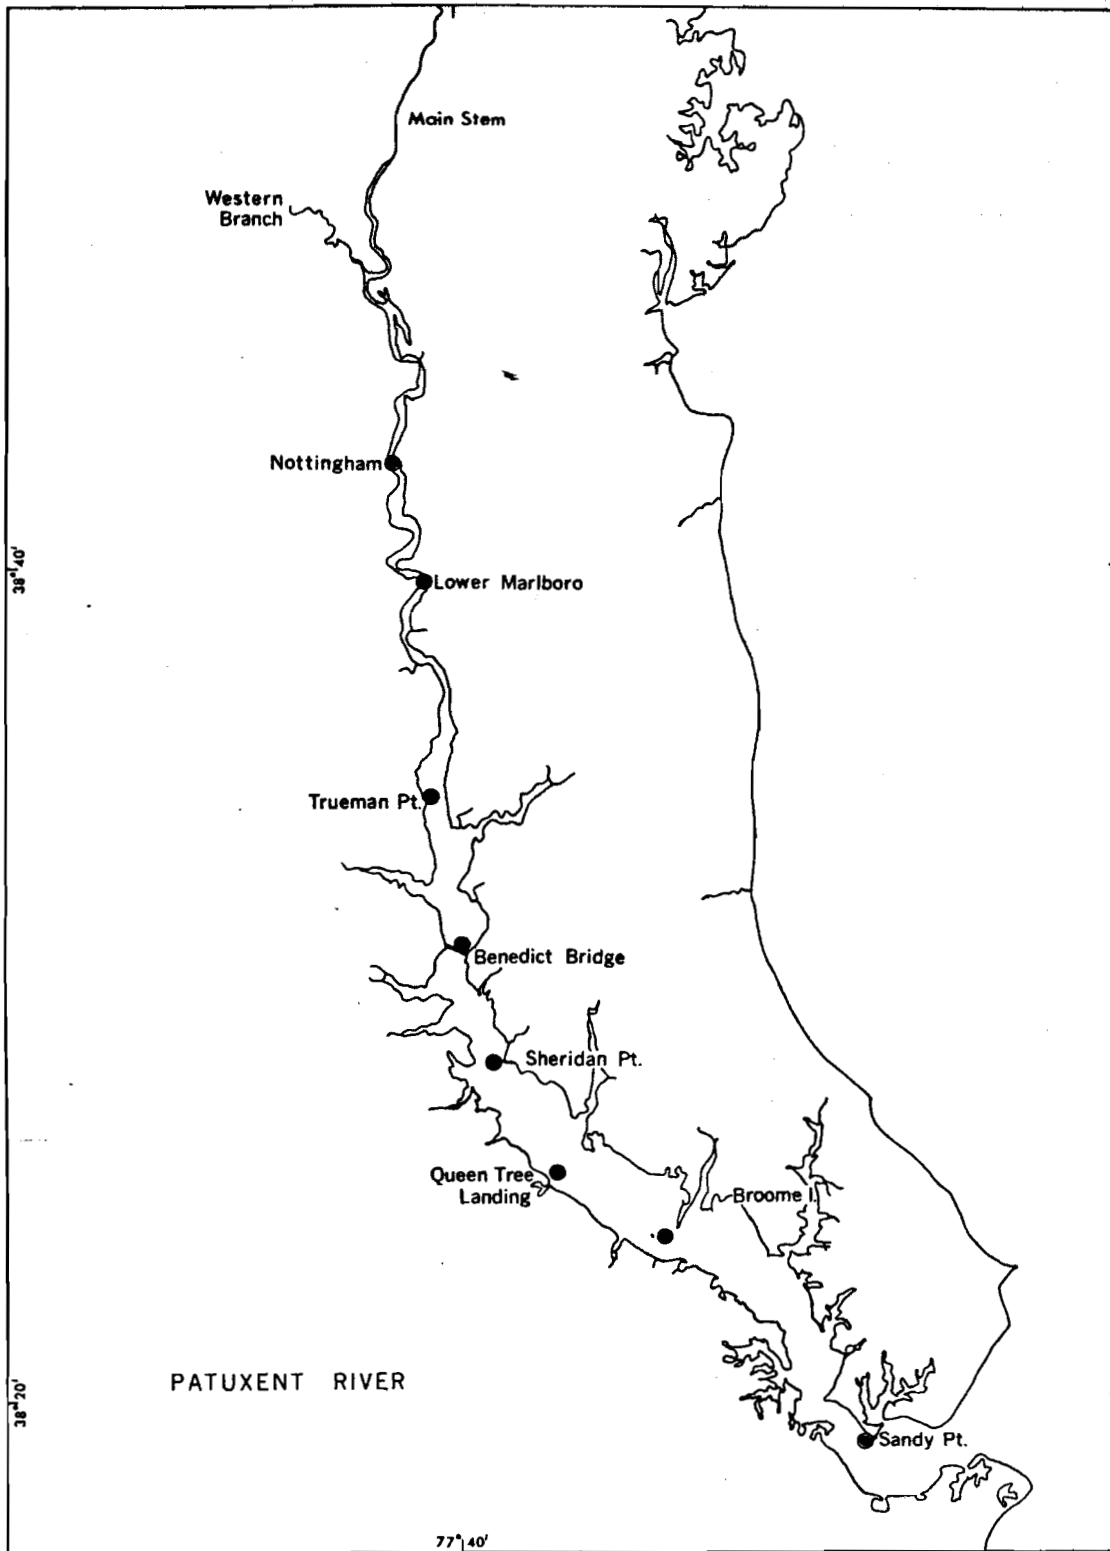 Main Stem
Western
Branch
Nottingham
38°40'
Lower Marlboro
Trueman Pt.
Benedict Bridge
Sheridan Pt.
Queen Tree
Landing
Broome I.
PATUXENT RIVER
38°20'
Sandy Pt.
77°40'